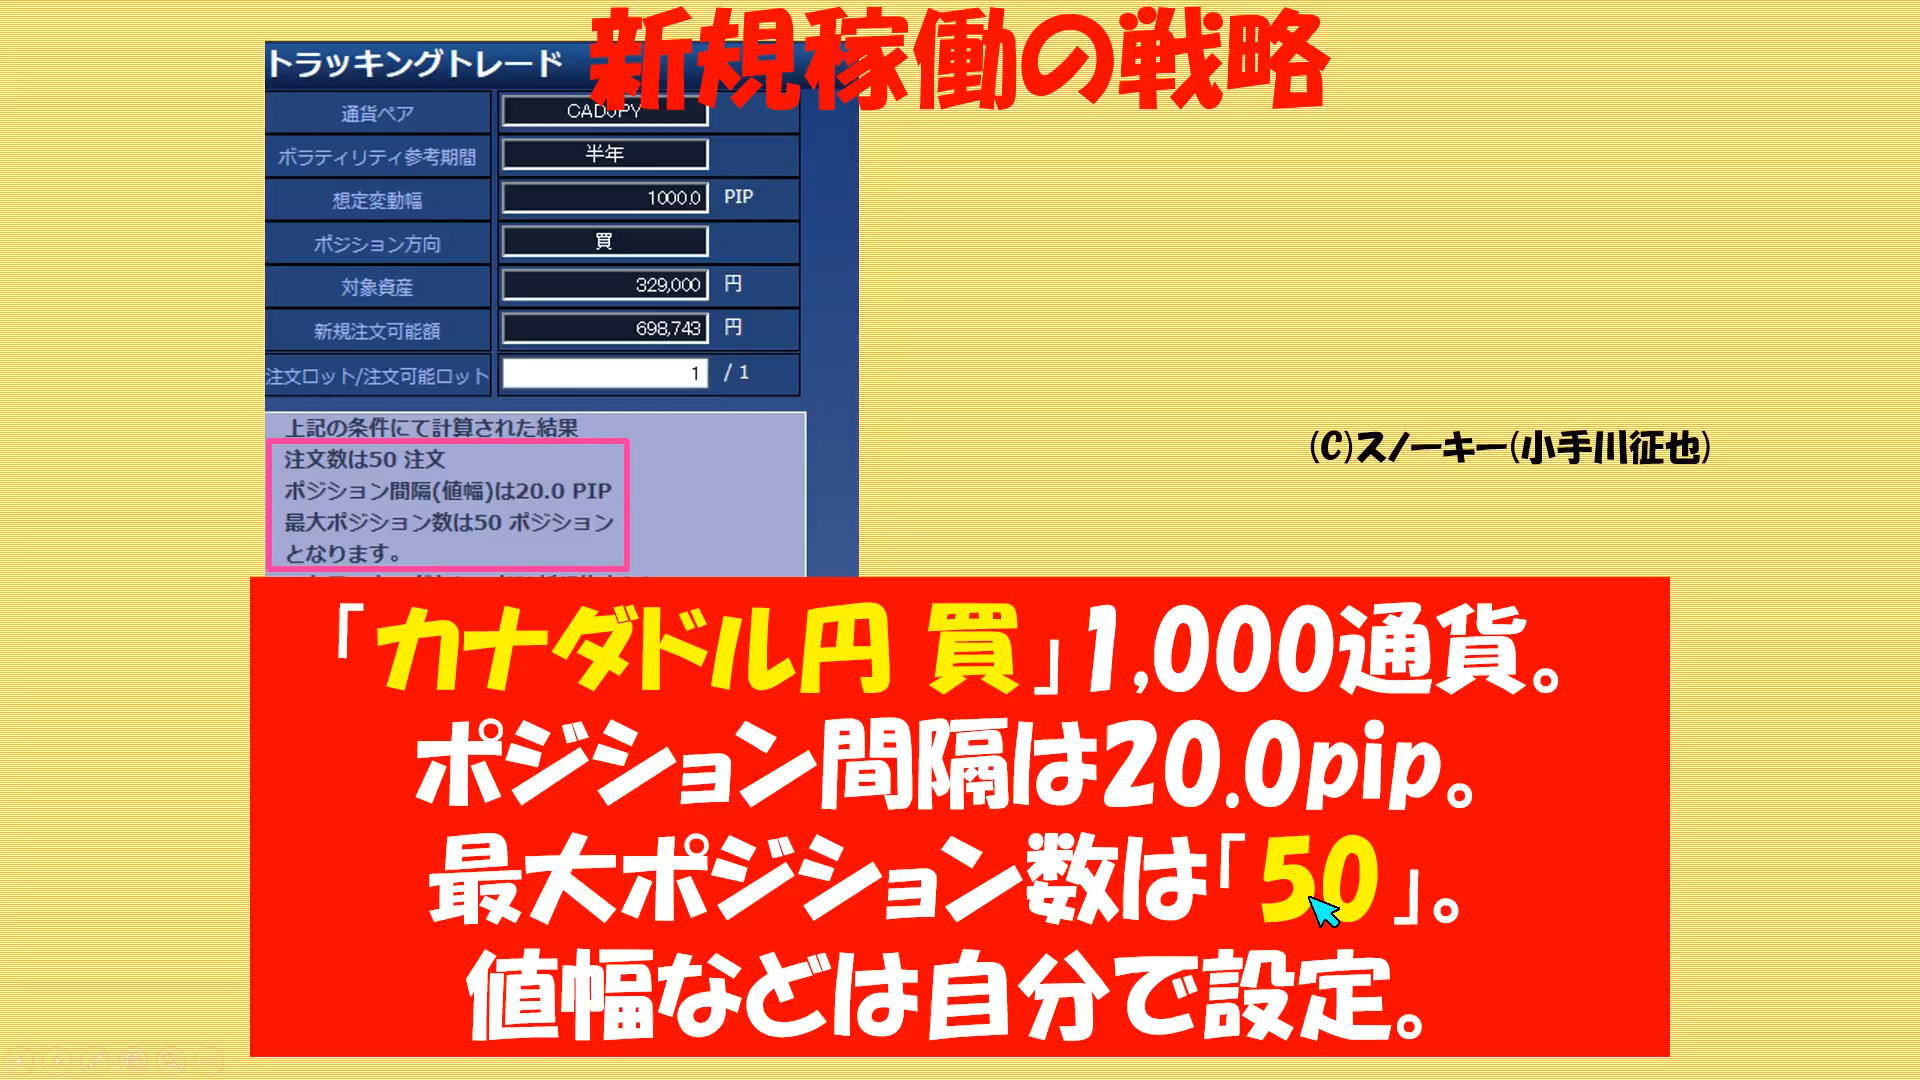 新規稼働の戦略
トラッキングトレード
通貨ペア CADJPY
ボラティリティ参考期間 半年
想定変動幅 1000.0 PIP
ポジション方向 買
対象資産 329,000 円
新規注文可能額 698,743 円
注文ロット/注文可能ロット 1 / 1
上記の条件にて計算された結果
注文数は50 注文
ポジション間隔(値幅)は20.0 PIP
最大ポジション数は50 ポジション
となります。
(C)スノーキー(小手川征也)
「カナダドル円 買」1,000通貨。
ポジション間隔は20.0pip。
最大ポジション数は「50」。
値幅などは自分で設定。